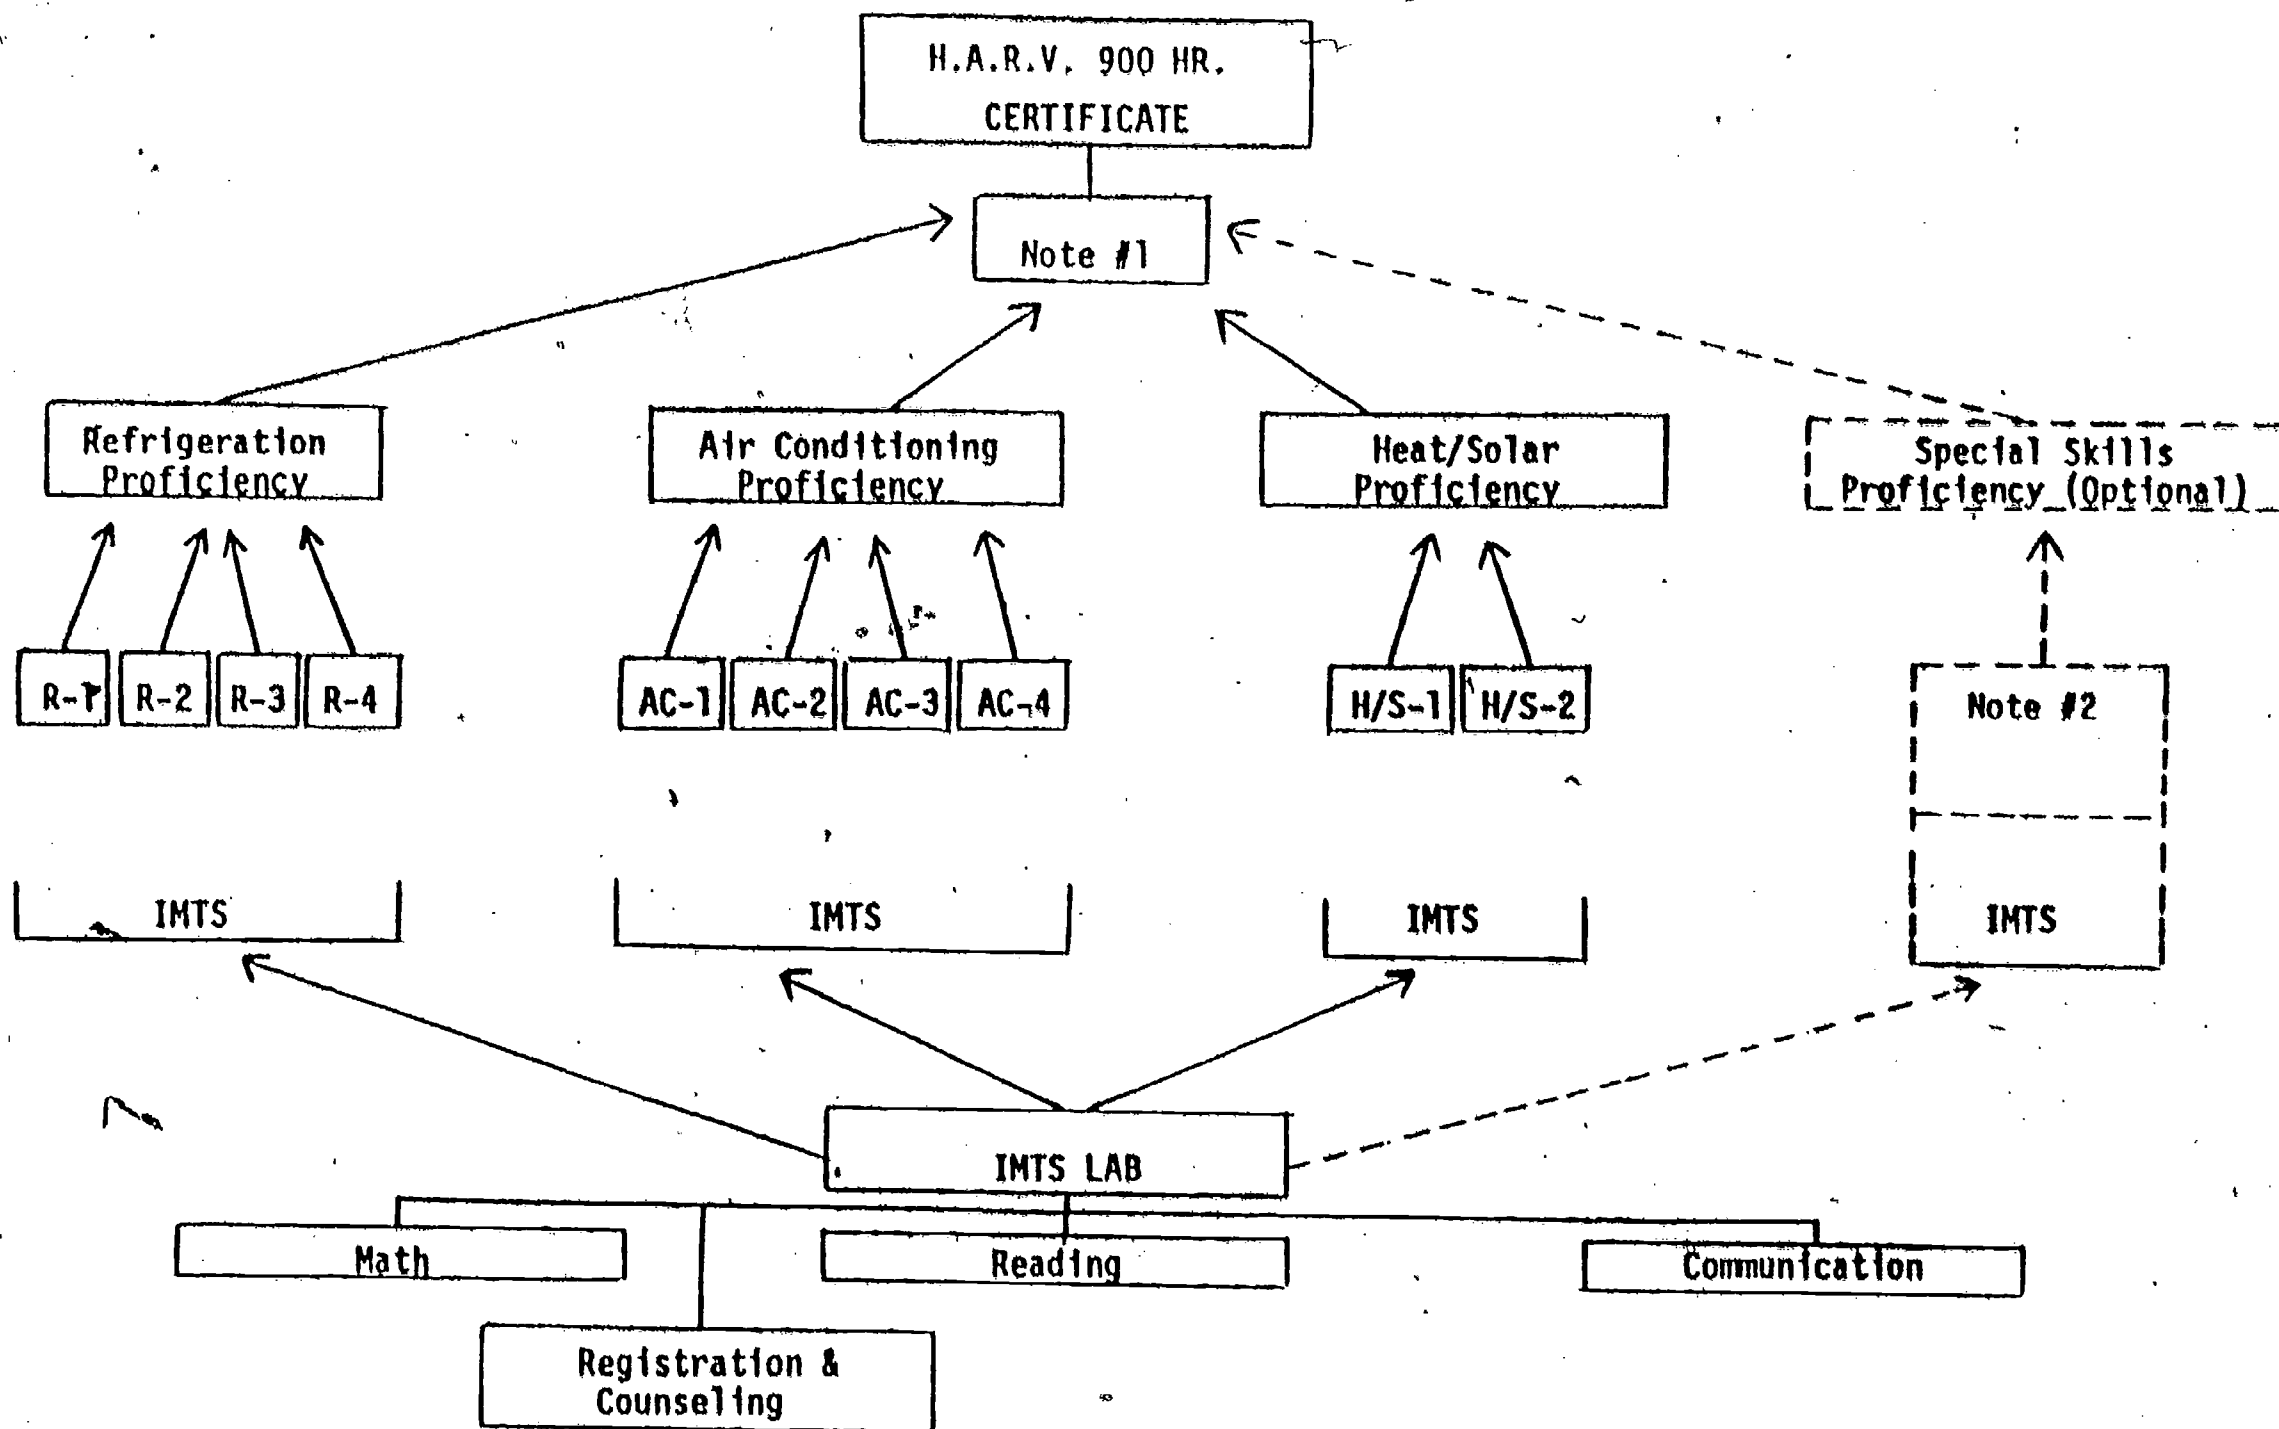 H.A.R.V. 900 HR.
CERTIFICATE
Note #1
Refrigeration
Proficiency
Air Conditioning
Proficiency
Heat/Solar
Proficiency
Special Skills
Proficiency (Optional)
R-1
R-2
R-3
R-4
AC-1
AC-2
AC-3
AC-4
H/S-1
H/S-2
Note #2
IMTS
IMTS
IMTS
IMTS
IMTS LAB
Math
Reading
Communication
Registration &
Counseling